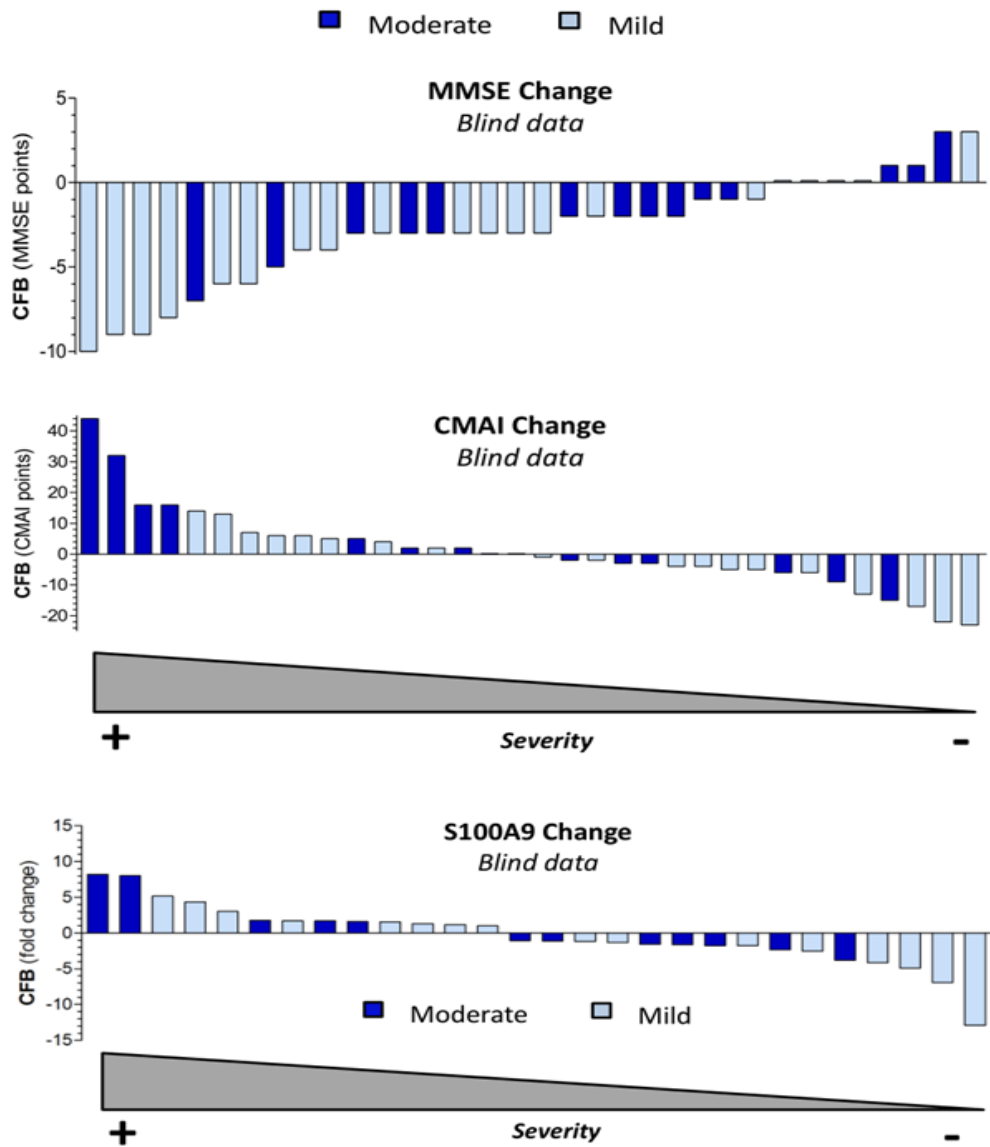 Moderate Mild
MMSE Change
Blind data
CFB (MMSE points)
5
0
-5
-10
CMAI Change
Blind data
CFB (CMAI points)
40
30
20
10
0
-10
-20
+ Severity -
S100A9 Change
Blind data
CFB (fold change)
15
10
5
0
-5
-10
-15
Moderate Mild
+ Severity -